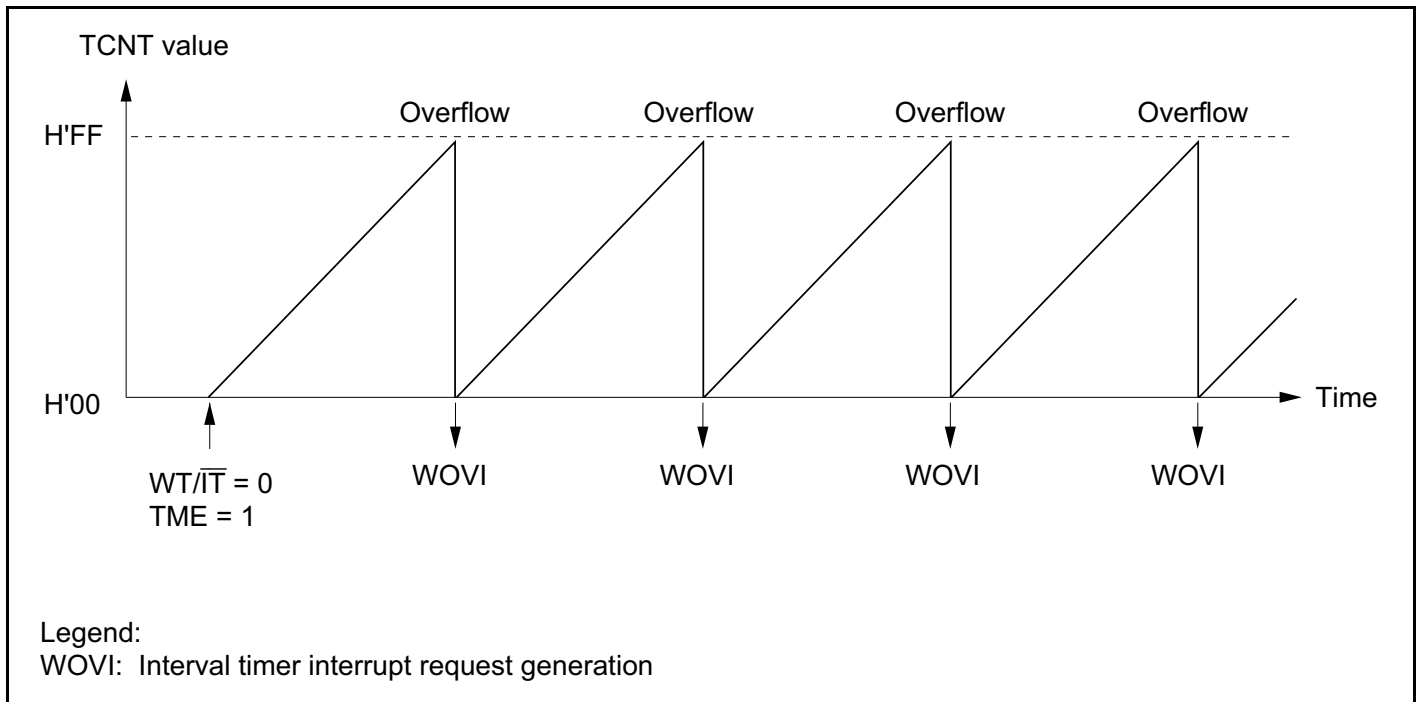 TCNT value
Overflow Overflow Overflow Overflow
H'FF
H'00
Time
WT/I̅T̅ = 0
TME = 1
WOVI WOVI WOVI WOVI
Legend:
WOVI: Interval timer interrupt request generation